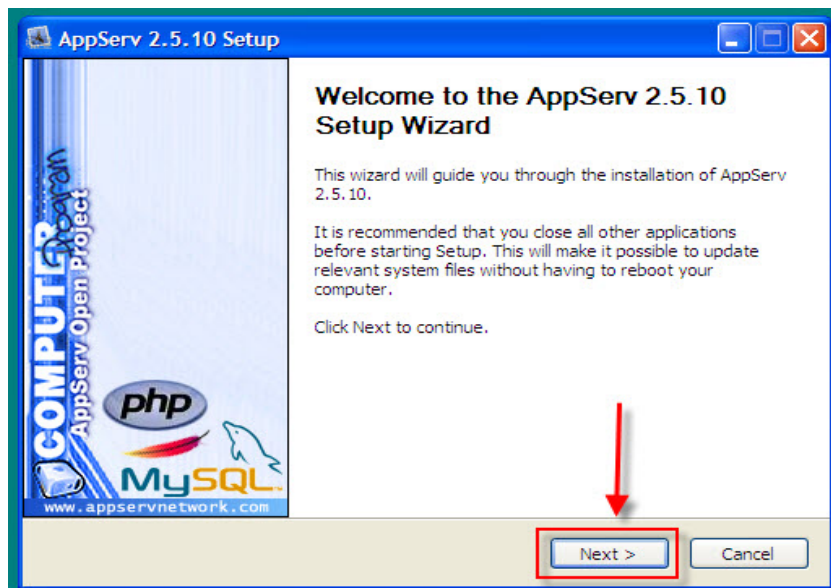 AppServ 2.5.10 Setup
COMPUTER
Program
AppServ Open Project
php
MySQL
www.appservnetwork.com
Welcome to the AppServ 2.5.10
Setup Wizard
This wizard will guide you through the installation of AppServ
2.5.10.
It is recommended that you close all other applications
before starting Setup. This will make it possible to update
relevant system files without having to reboot your
computer.
Click Next to continue.
Next >
Cancel